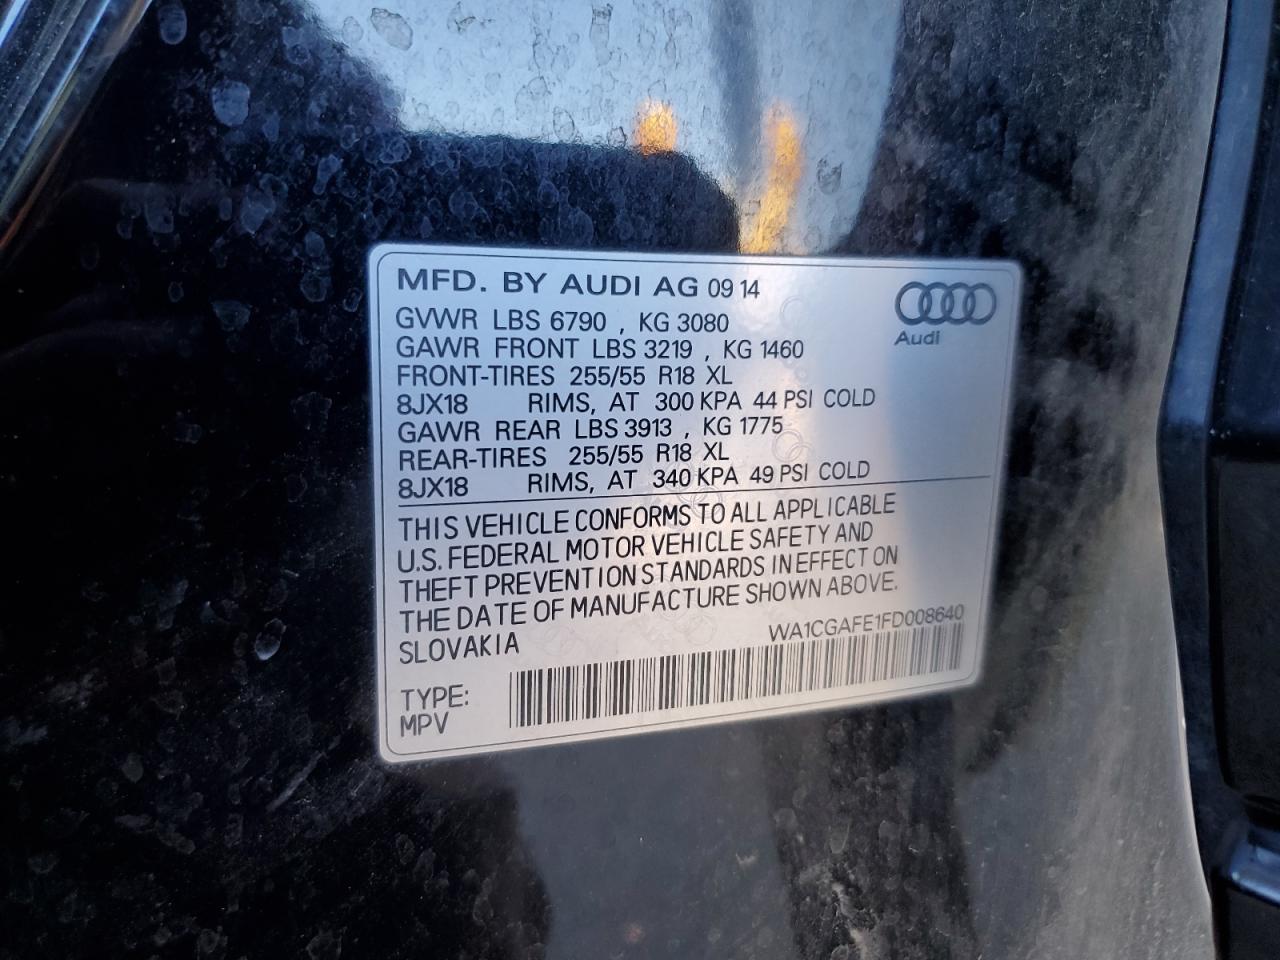 MFD. BY AUDI AG 09 14
GVWR LBS 6790 , KG 3080
GAWR FRONT LBS 3219 , KG 1460
FRONT-TIRES 255/55 R18 XL
8JX18 RIMS, AT 300 KPA 44 PSI COLD
GAWR REAR LBS 3913 , KG 1775
REAR-TIRES 255/55 R18 XL
8JX18 RIMS, AT 340 KPA 49 PSI COLD
Audi
THIS VEHICLE CONFORMS TO ALL APPLICABLE
U.S. FEDERAL MOTOR VEHICLE SAFETY AND
THEFT PREVENTION STANDARDS IN EFFECT ON
THE DATE OF MANUFACTURE SHOWN ABOVE.
SLOVAKIA
WA1CGAFE1FD008640
TYPE:
MPV